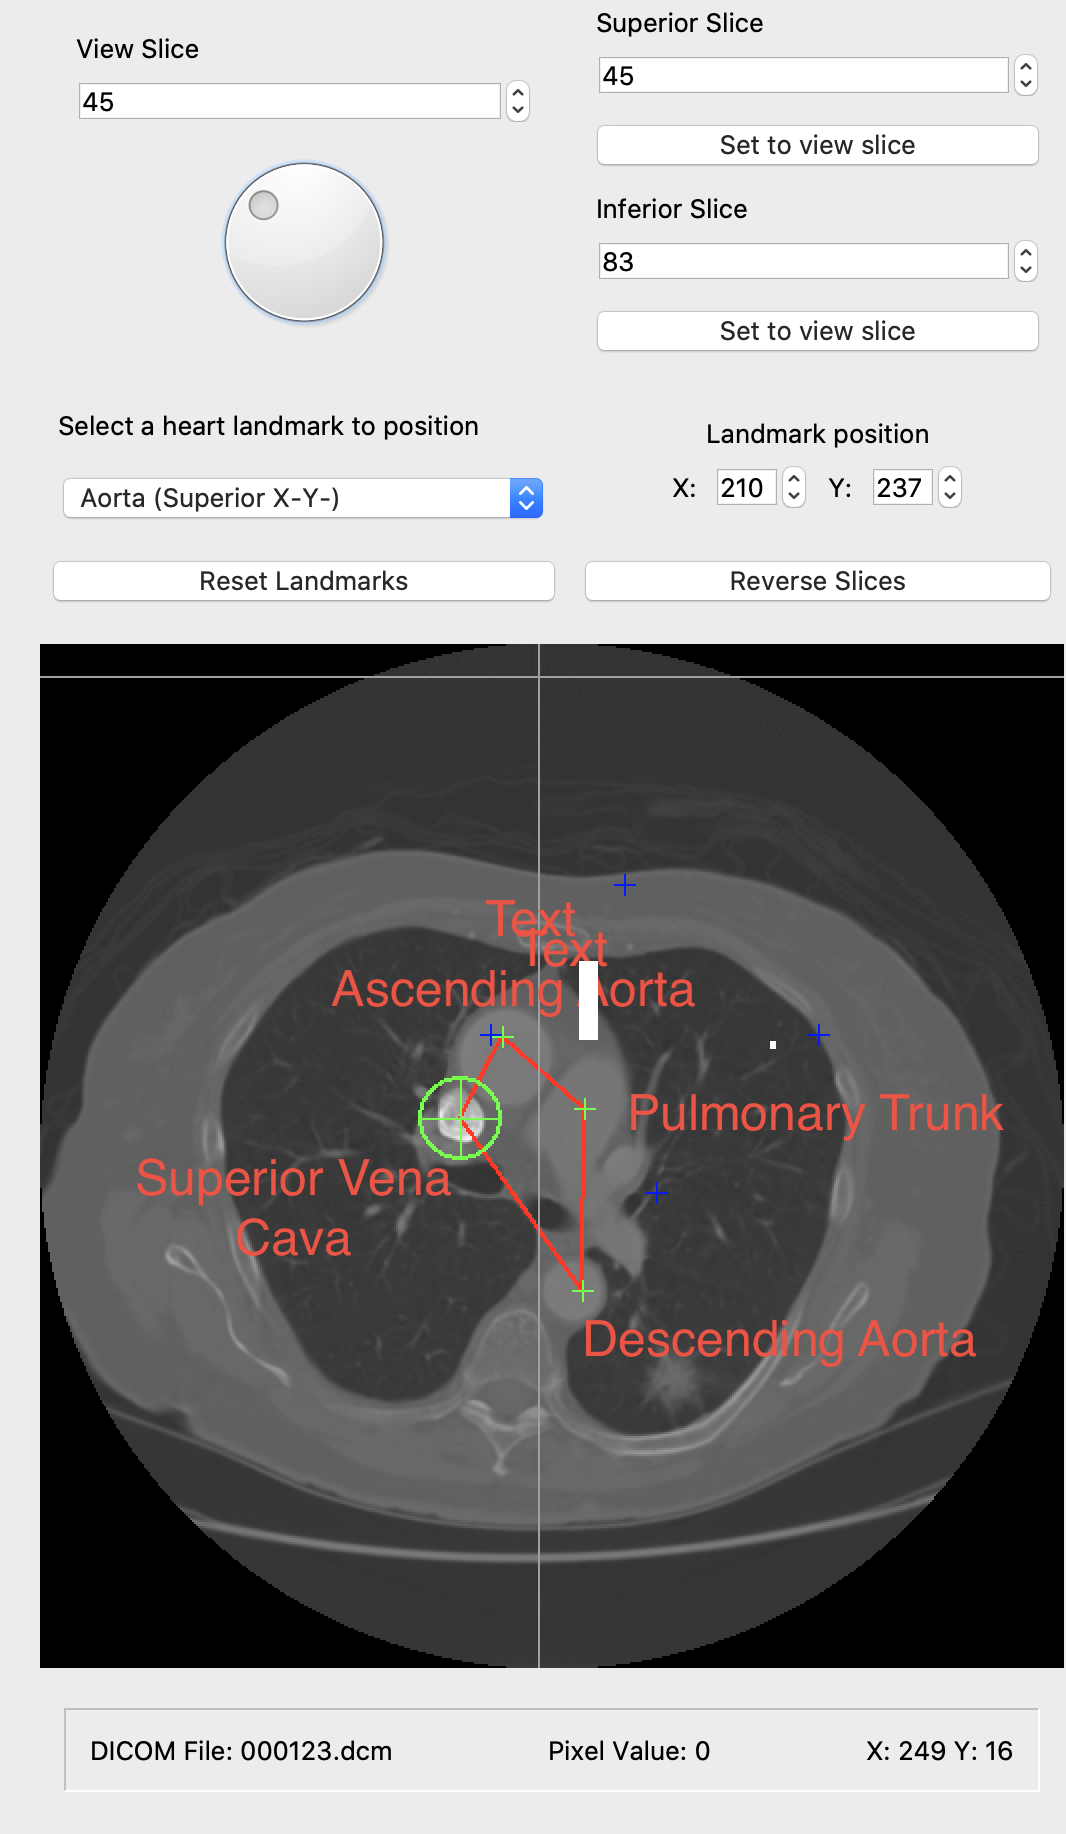 View Slice
45
Superior Slice
45
Set to view slice
Inferior Slice
83
Set to view slice
Select a heart landmark to position
Aorta (Superior X-Y-)
Landmark position
X: 210 Y: 237
Reset Landmarks
Reverse Slices
Text
Text
Ascending Aorta
Pulmonary Trunk
Superior Vena
Cava
Descending Aorta
DICOM File: 000123.dcm
Pixel Value: 0
X: 249 Y: 16